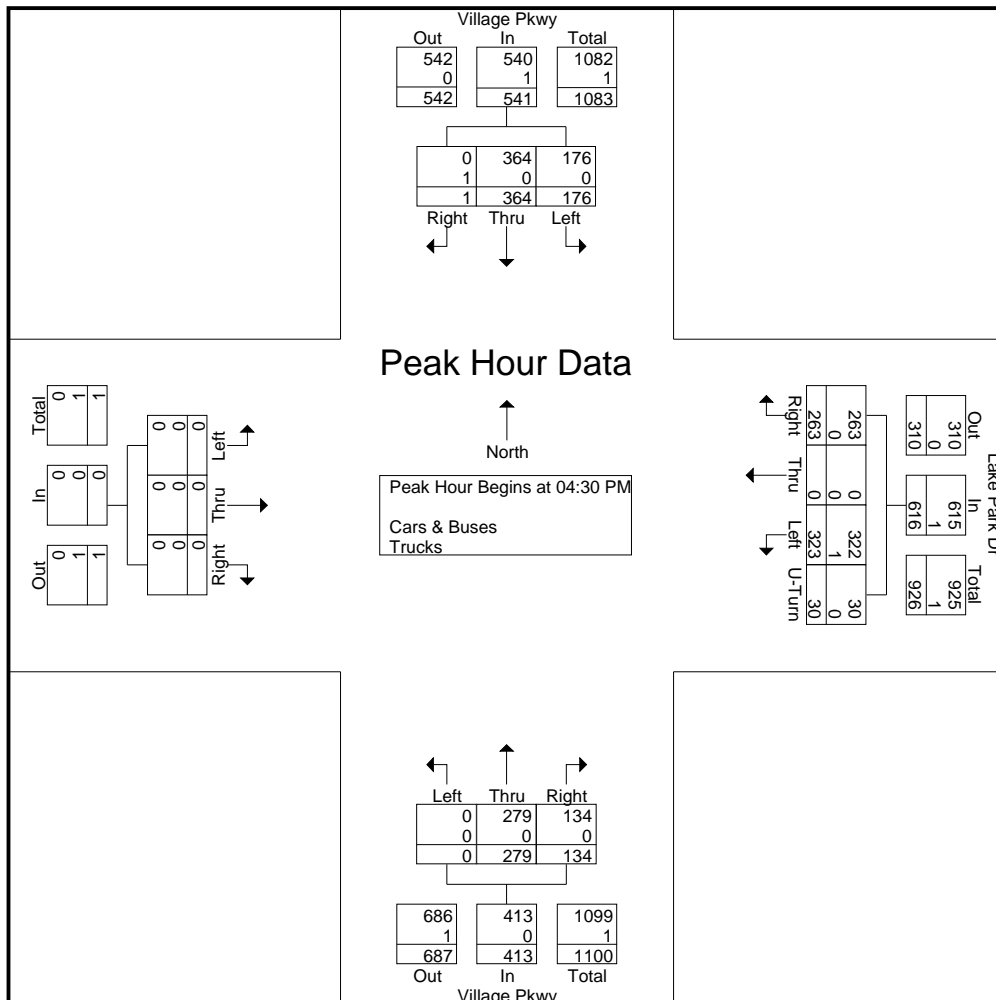 Village Pkwy
Out In Total
542 540 1082
0 1 1
542 541 1083
0 364 176
1 0 0
1 364 176
Right Thru Left
Peak Hour Data
North
Peak Hour Begins at 04:30 PM
Cars & Buses
Trucks
Total
0 1 1
In
0 0 0
Out
0 1 1
Left
0 0 0
Thru
0 0 0
Right
0 0 0
Right
263 0 263
Thru
0 0 0
Left
323 1 322
U-Turn
30 0 30
Lake Park Dr
Out
310 0 310
In
616 1 615
Total
926 1 925
Left Thru Right
0 279 134
0 0 0
0 279 134
686 413 1099
1 0 1
687 413 1100
Out In Total
Village Pkwy